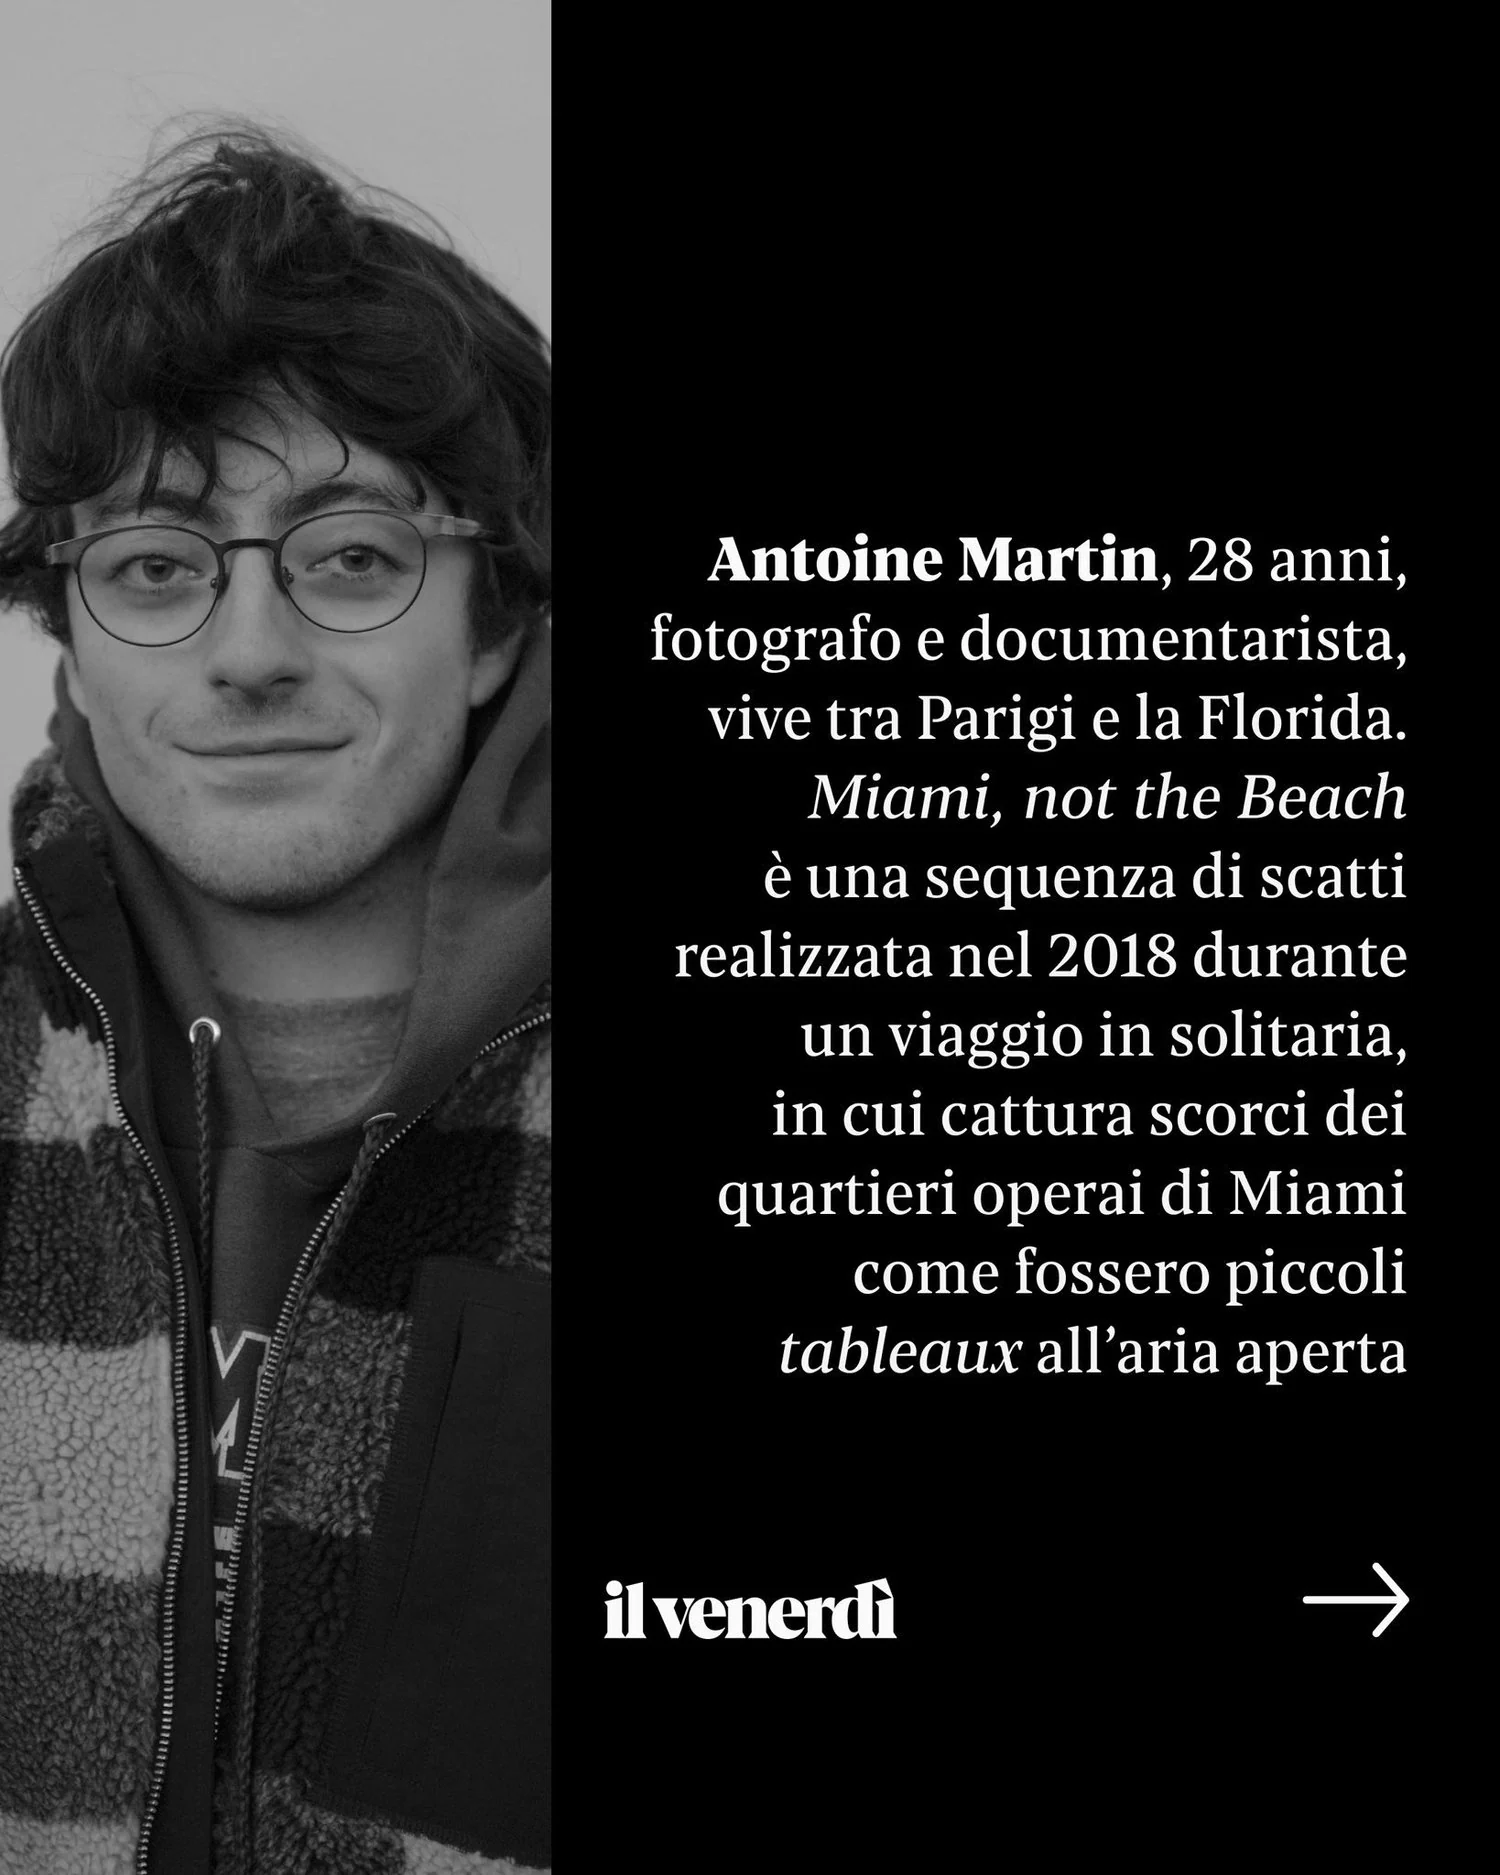 Antoine Martin, 28 anni,
fotografo e documentarista,
vive tra Parigi e la Florida.
Miami, not the Beach
è una sequenza di scatti
realizzata nel 2018 durante
un viaggio in solitaria,
in cui cattura scorci dei
quartieri operai di Miami
come fossero piccoli
tableaux all’aria aperta
il venerdì